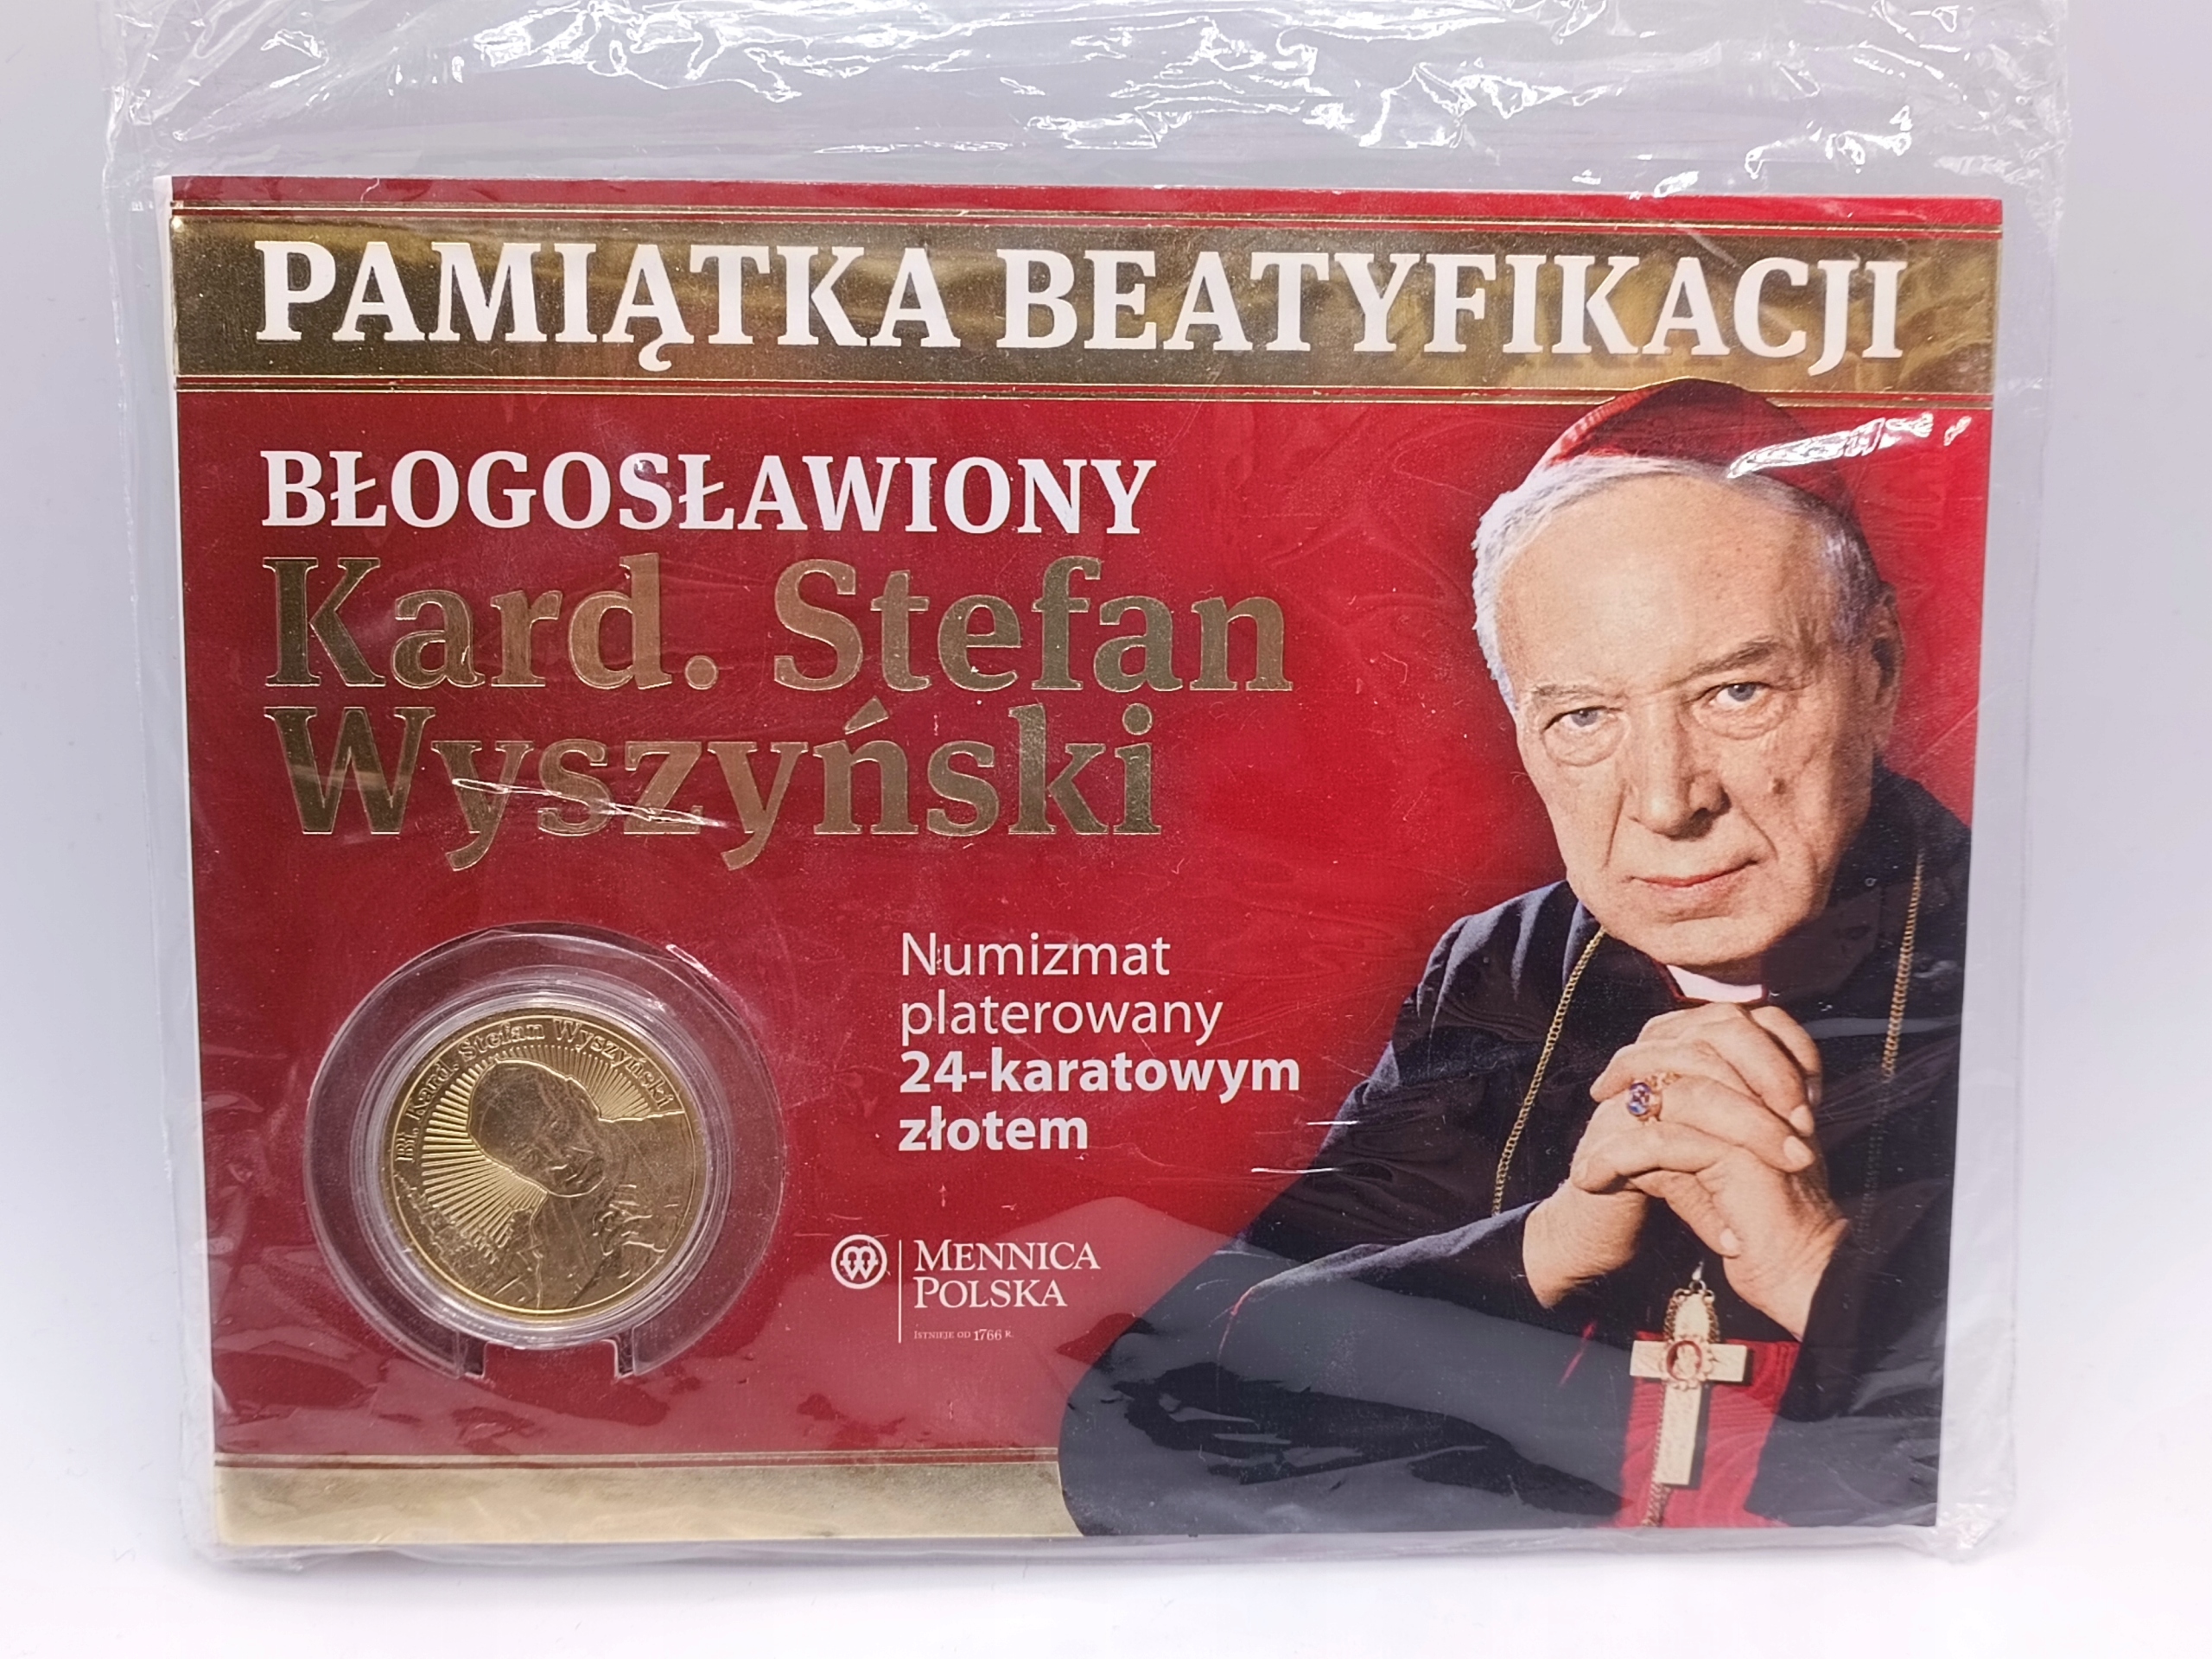 PAMIĄTKA BEATYFIKACJI
BŁOGOSŁAWIONY
Kard. Stefan
Wyszyński
Numizmat
platerowany
24-karatowym
złotem
Bł. Kard. Stefan Wyszyński
MENNICA
POLSKA
ISTNIEJE OD 1766 R.